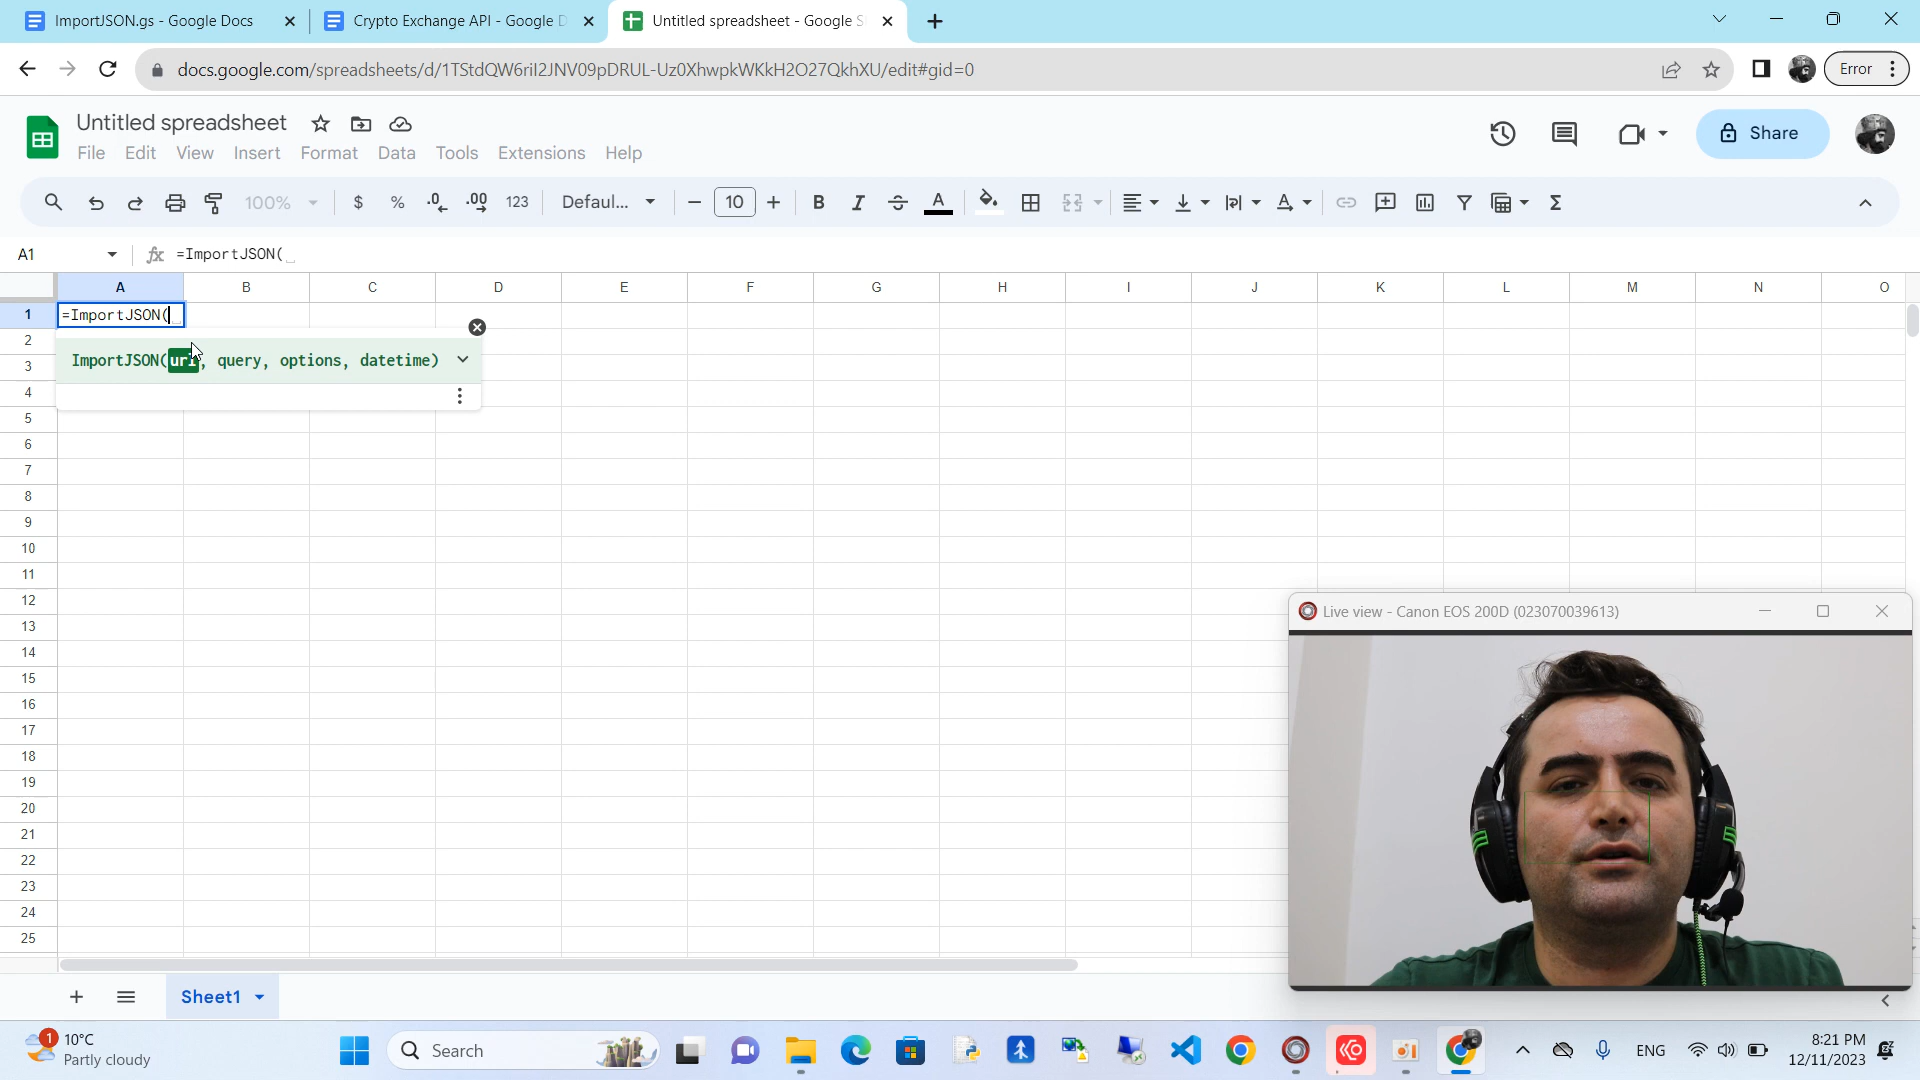 ImportJSON.gs - Google Docs
Crypto Exchange API - Google D
Untitled spreadsheet - Google S
docs.google.com/spreadsheets/d/1TStdQW6riI2JNV09pDRUL-Uz0XhwpkWKkH2O27QkhXU/edit#gid=0
Error
Untitled spreadsheet
Share
File Edit View Insert Format Data Tools Extensions Help
100% $ % .0 .00 123 Defaul... 10 B I S A
A1 fx =ImportJSON(
A B C D E F G H I J K L M N O
1 =ImportJSON(
2
ImportJSON(uri, query, options, datetime)
3
4
5
6
7
8
9
10
11
12
13
14
15
16
17
18
19
20
21
22
23
24
25
Live view - Canon EOS 200D (023070039613)
Sheet1
1
10°C
Partly cloudy
Search
ENG
8:21 PM
12/11/2023